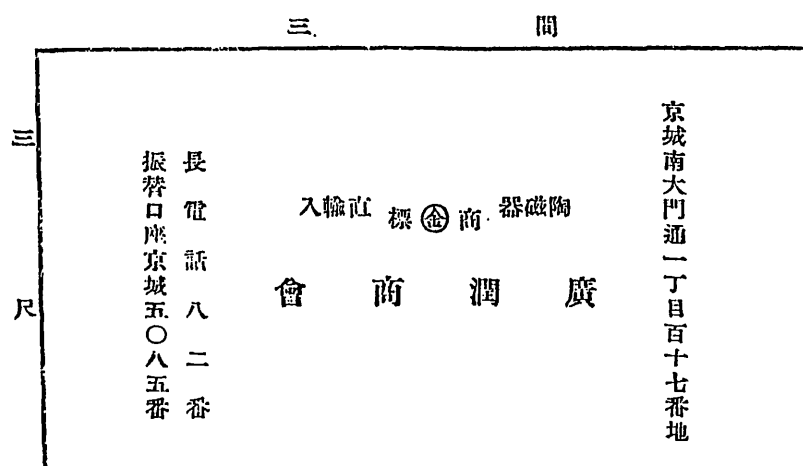 間三
三尺
京城南大門通一丁目百十七番地
陶磁器商標㊎直輸入
廣潤商會
長電話八二番
振替口座京城五〇八五番